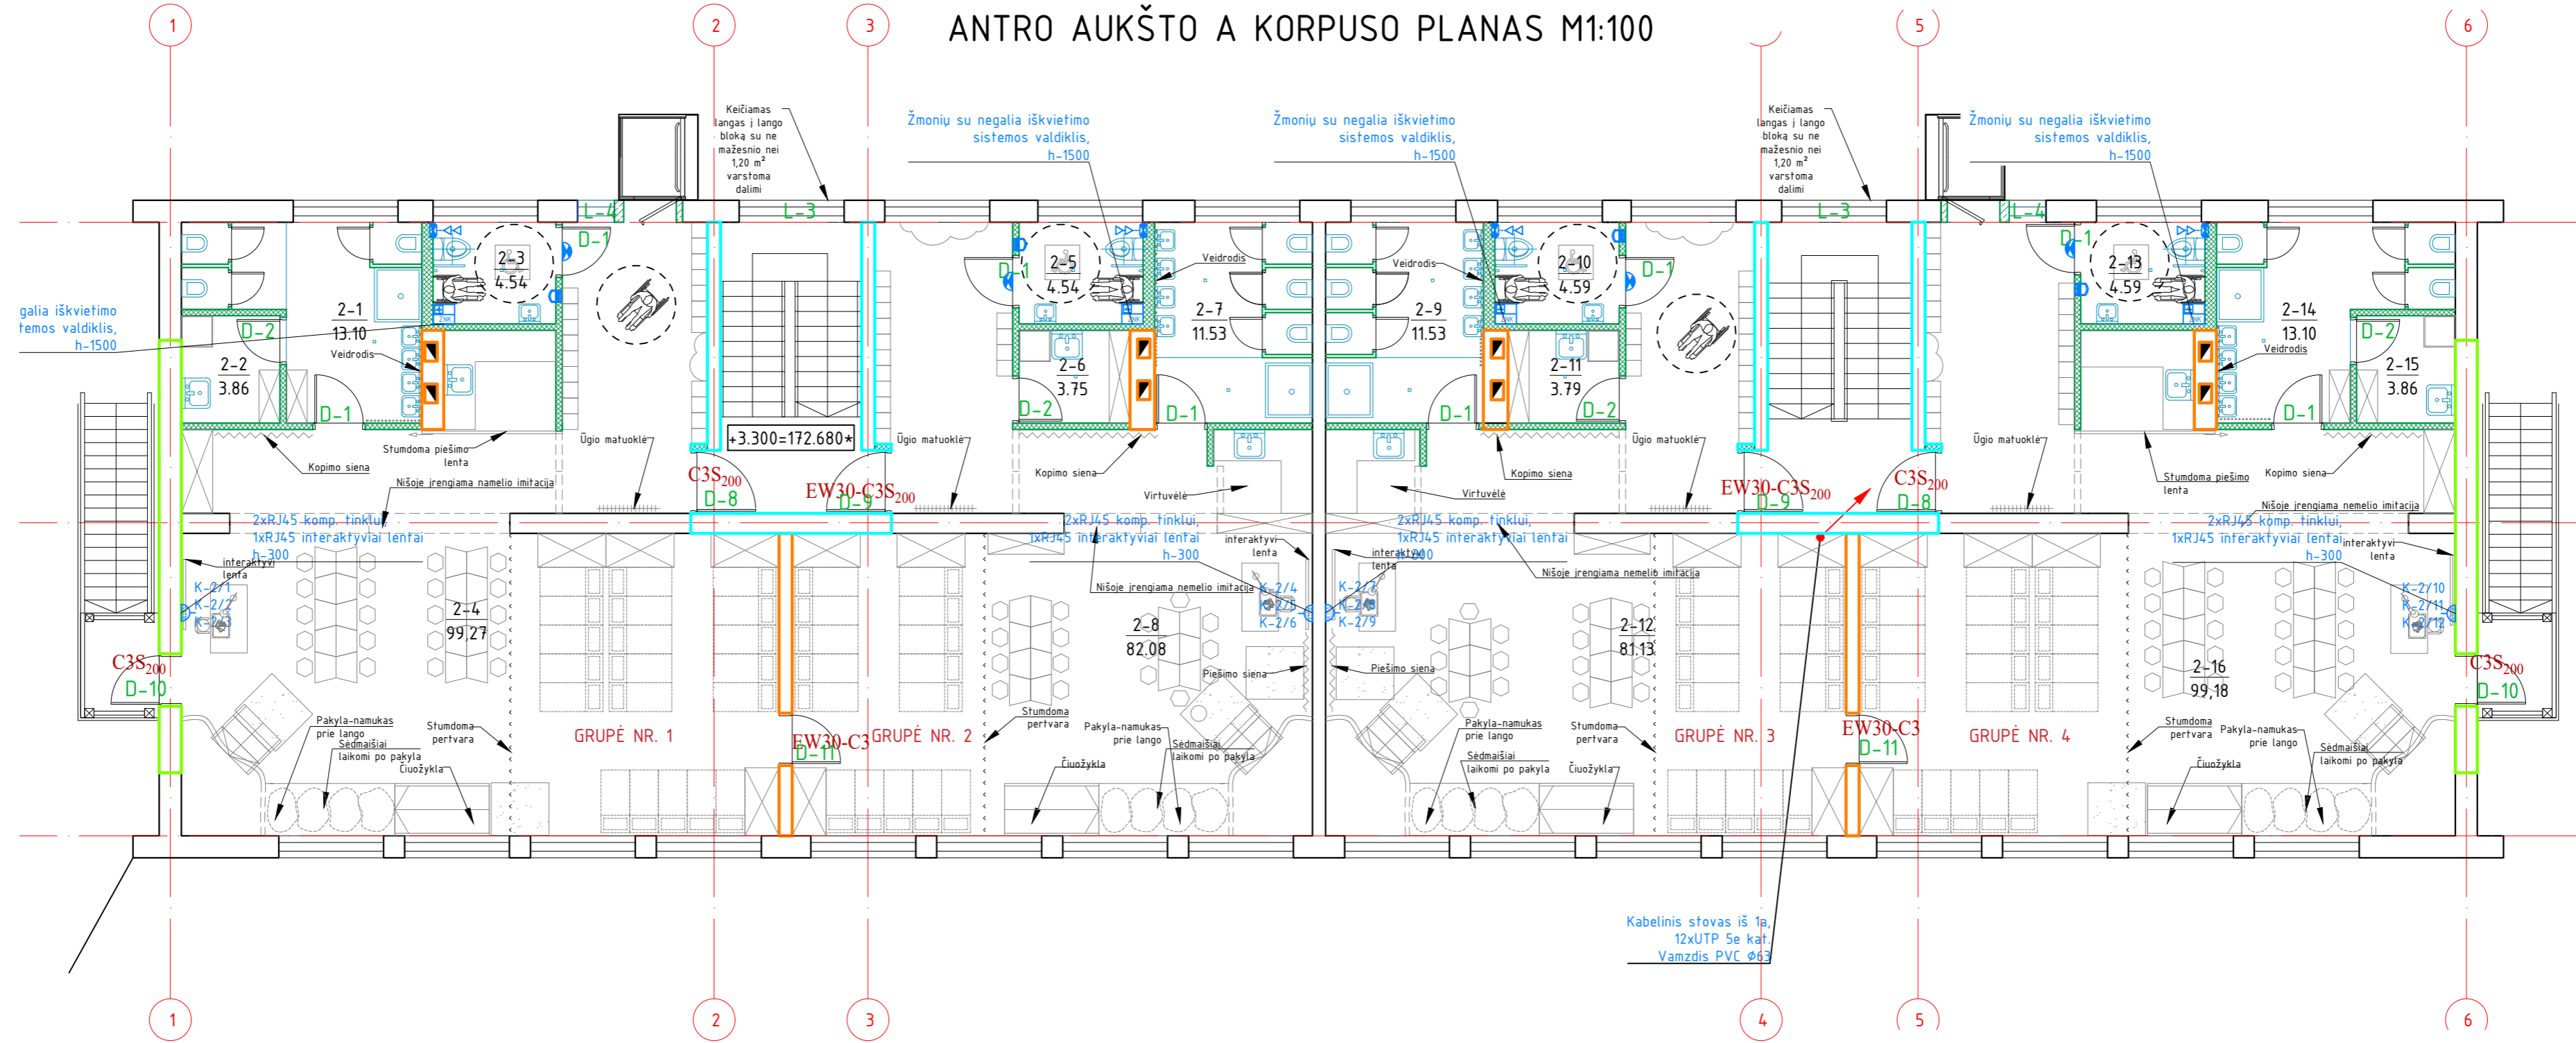 ANTRO AUKŠTO A KORPUSO PLANAS M1:100
1
2
3
5
6
Keičiamas
langas į lango
bloką su ne
mažesnio nei
1,20 m²
varstoma
dalimi
Žmonių su negalia iškvietimo
sistemos valdiklis,
h-1500
Žmonių su negalia iškvietimo
sistemos valdiklis,
h-1500
Keičiamas
langas į lango
bloką su ne
mažesnio nei
1,20 m²
varstoma
dalimi
Žmonių su negalia iškvietimo
sistemos valdiklis,
h-1500
L-4
L-3
L-3
L-4
D-1
D-1
D-1
D-1
2-3
4.54
2-5
4.54
2-10
4.59
2-13
4.59
Veidrodis
Veidrodis
galia iškvietimo
temos valdiklis,
h-1500
2-1
13.10
Veidrodis
D-2
2-2
3.86
D-1
ŽNK
ŽNK
ŽNK
ŽNK
2-7
11.53
2-9
11.53
2-6
3.75
D-2
D-1
D-1
2-11
3.79
D-2
2-14
13.10
Veidrodis
D-2
2-15
3.86
D-1
+3.300=172.680*
Kopimo siena
Stumdoma piešimo
lenta
Nišoje įrengiama namelio imitacija
Ūgio matuoklė
Ūgio matuoklė
Kopimo siena
Virtuvėlė
Virtuvėlė
Kopimo siena
Ūgio matuoklė
Ūgio matuoklė
Stumdoma piešimo
lenta
Kopimo siena
Nišoje įrengiama nemelio imitacija
C3S200
D-8
EW30-C3S200
D-9
EW30-C3S200
D-9
C3S200
D-8
2xRJ45 komp. tinklui,
1xRJ45 interaktyviai lentai
h-300
2xRJ45 komp. tinklui,
1xRJ45 interaktyviai lentai
h-300
2xRJ45 komp. tinklui,
1xRJ45 interaktyviai lentai
h-300
2xRJ45 komp. tinklui,
1xRJ45 interaktyviai lentai
h-300
interaktyvi
lenta
interaktyvi
lenta
interaktyvi
lenta
interaktyvi
lenta
Nišoje įrengiama nemelio imitacija
Nišoje įrengiama nemelio imitacija
K-2/1
K-2/2
K-2/3
K-2/4
K-2/5
K-2/6
K-2/7
K-2/8
K-2/9
K-2/10
K-2/11
K-2/12
2-4
99,27
2-8
82.08
2-12
81.13
2-16
99,18
C3S200
D-10
C3S200
D-10
Piešimo siena
Piešimo siena
Pakyla-namukas
prie lango
Sėdmaišiai
laikomi po pakyla
Čiuožykla
Stumdoma
pertvara
GRUPĖ NR. 1
EW30-C3
D-11
GRUPĖ NR. 2
Stumdoma
pertvara
Pakyla-namukas
prie lango
Sėdmaišiai
laikomi po pakyla
Čiuožykla
Pakyla-namukas
prie lango
Sėdmaišiai
laikomi po pakyla
Čiuožykla
Stumdoma
pertvara
GRUPĖ NR. 3
EW30-C3
D-11
GRUPĖ NR. 4
Stumdoma
pertvara
Pakyla-namukas
prie lango
Sėdmaišiai
laikomi po pakyla
Čiuožykla
Kabelinis stovas iš 1a,
12xUTP 5e kat.
Vamzdis PVC Ø63
1
2
3
4
5
6